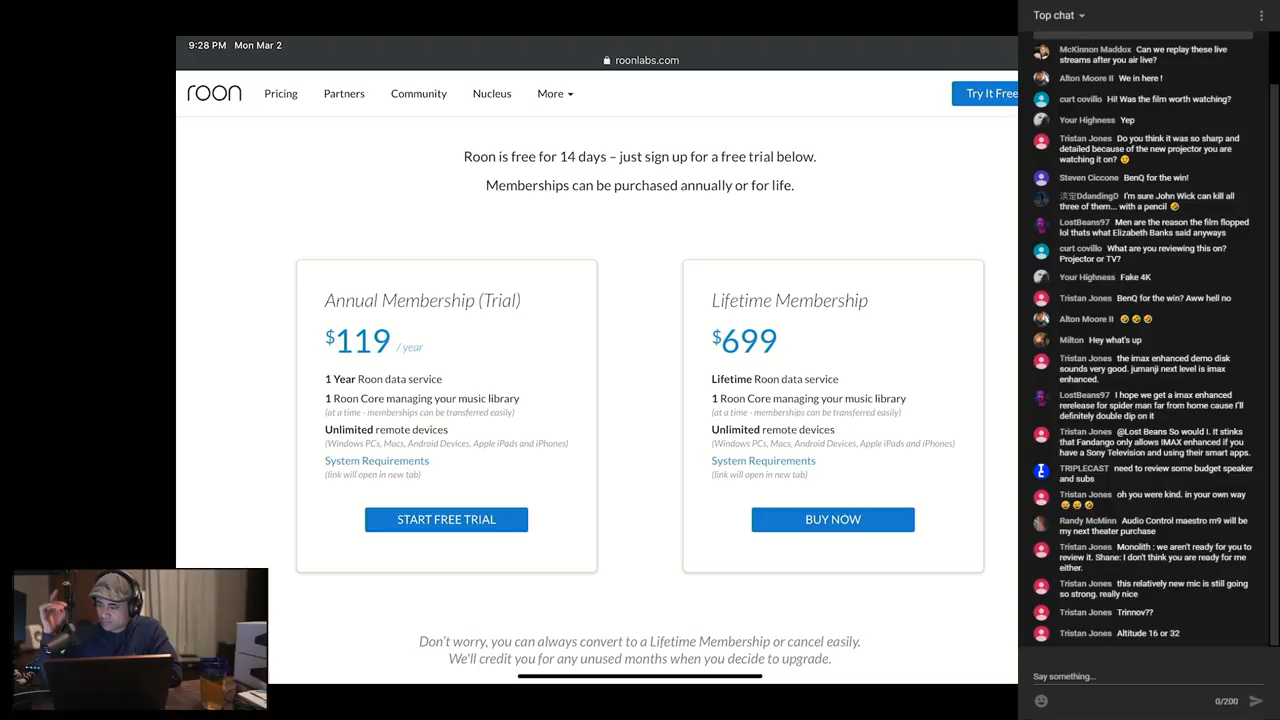 9:28 PM Mon Mar 2
roonlabs.com
roon
Pricing
Partners
Community
Nucleus
More
Try It Free
Roon is free for 14 days – just sign up for a free trial below.
Memberships can be purchased annually or for life.
Annual Membership (Trial)
$119 / year
1 Year Roon data service
1 Roon Core managing your music library
(at a time - memberships can be transferred easily)
Unlimited remote devices
(Windows PCs, Macs, Android Devices, Apple iPads and iPhones)
System Requirements
(link will open in new tab)
START FREE TRIAL
Lifetime Membership
$699
Lifetime Roon data service
1 Roon Core managing your music library
(at a time - memberships can be transferred easily)
Unlimited remote devices
(Windows PCs, Macs, Android Devices, Apple iPads and iPhones)
System Requirements
(link will open in new tab)
BUY NOW
Don't worry, you can always convert to a Lifetime Membership or cancel easily.
We'll credit you for any unused months when you decide to upgrade.
Top chat
McKinnon Maddox Can we replay these live
streams after you air live?
Alton Moore II We in here !
curt covillo Hi! Was the film worth watching?
Your Highness Yep
Tristan Jones Do you think it was so sharp and
detailed because of the new projector you are
watching it on? 😉
Steven Ciccone BenQ for the win!
淡定DdandingD I'm sure John Wick can kill all
three of them... with a pencil 🤣
LostBeans97 Men are the reason the film flopped
lol thats what Elizabeth Banks said anyways
curt covillo What are you reviewing this on?
Projector or TV?
Your Highness Fake 4K
Tristan Jones BenQ for the win? Aww hell no
Alton Moore II 🤣 🤣 🤣
Milton Hey what's up
Tristan Jones the imax enhanced demo disk
sounds very good. jumanji next level is imax
enhanced.
LostBeans97 I hope we get a imax enhanced
rerelease for spider man far from home cause I'll
definitely double dip on it
Tristan Jones @Lost Beans So would I. It stinks
that Fandango only allows IMAX enhanced if you
have a Sony Television and using their smart apps.
TRIPLECAST need to review some budget speaker
and subs
Tristan Jones oh you were kind. in your own way
😅 😅 🤣
Randy McMinn Audio Control maestro m9 will be
my next theater purchase
Tristan Jones Monolith : we aren't ready for you to
review it. Shane: I don't think you are ready for me
either.
Tristan Jones this relatively new mic is still going
so strong. really nice
Tristan Jones Trinnov??
Tristan Jones Altitude 16 or 32
Say something...
0/200